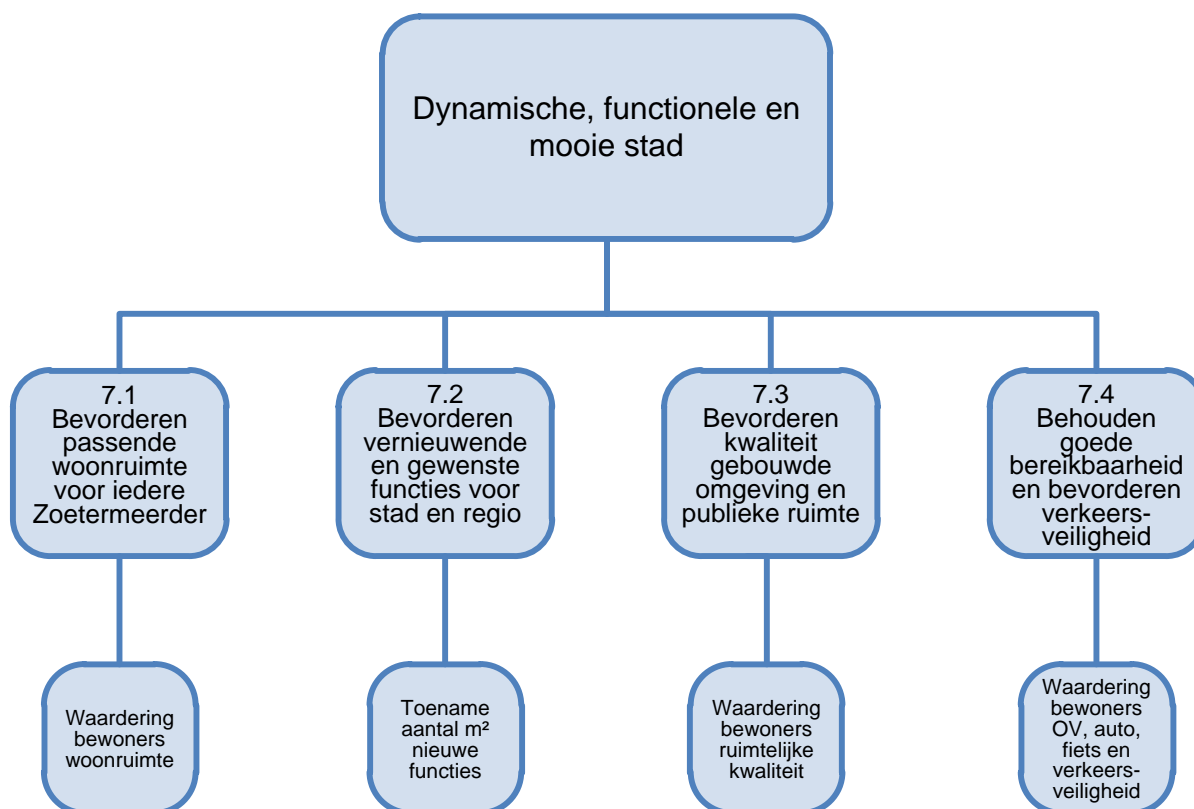 Dynamische, functionele en
mooie stad
7.1
Bevorderen
passende
woonruimte
voor iedere
Zoetermeerder
7.2
Bevorderen
vernieuwende
en gewenste
functies voor
stad en regio
7.3
Bevorderen
kwaliteit
gebouwde
omgeving en
publieke ruimte
7.4
Behouden
goede
bereikbaarheid
en bevorderen
verkeers-
veiligheid
Waardering
bewoners
woonruimte
Toename
aantal m²
nieuwe
functies
Waardering
bewoners
ruimtelijke
kwaliteit
Waardering
bewoners
OV, auto,
fiets en
verkeers-
veiligheid